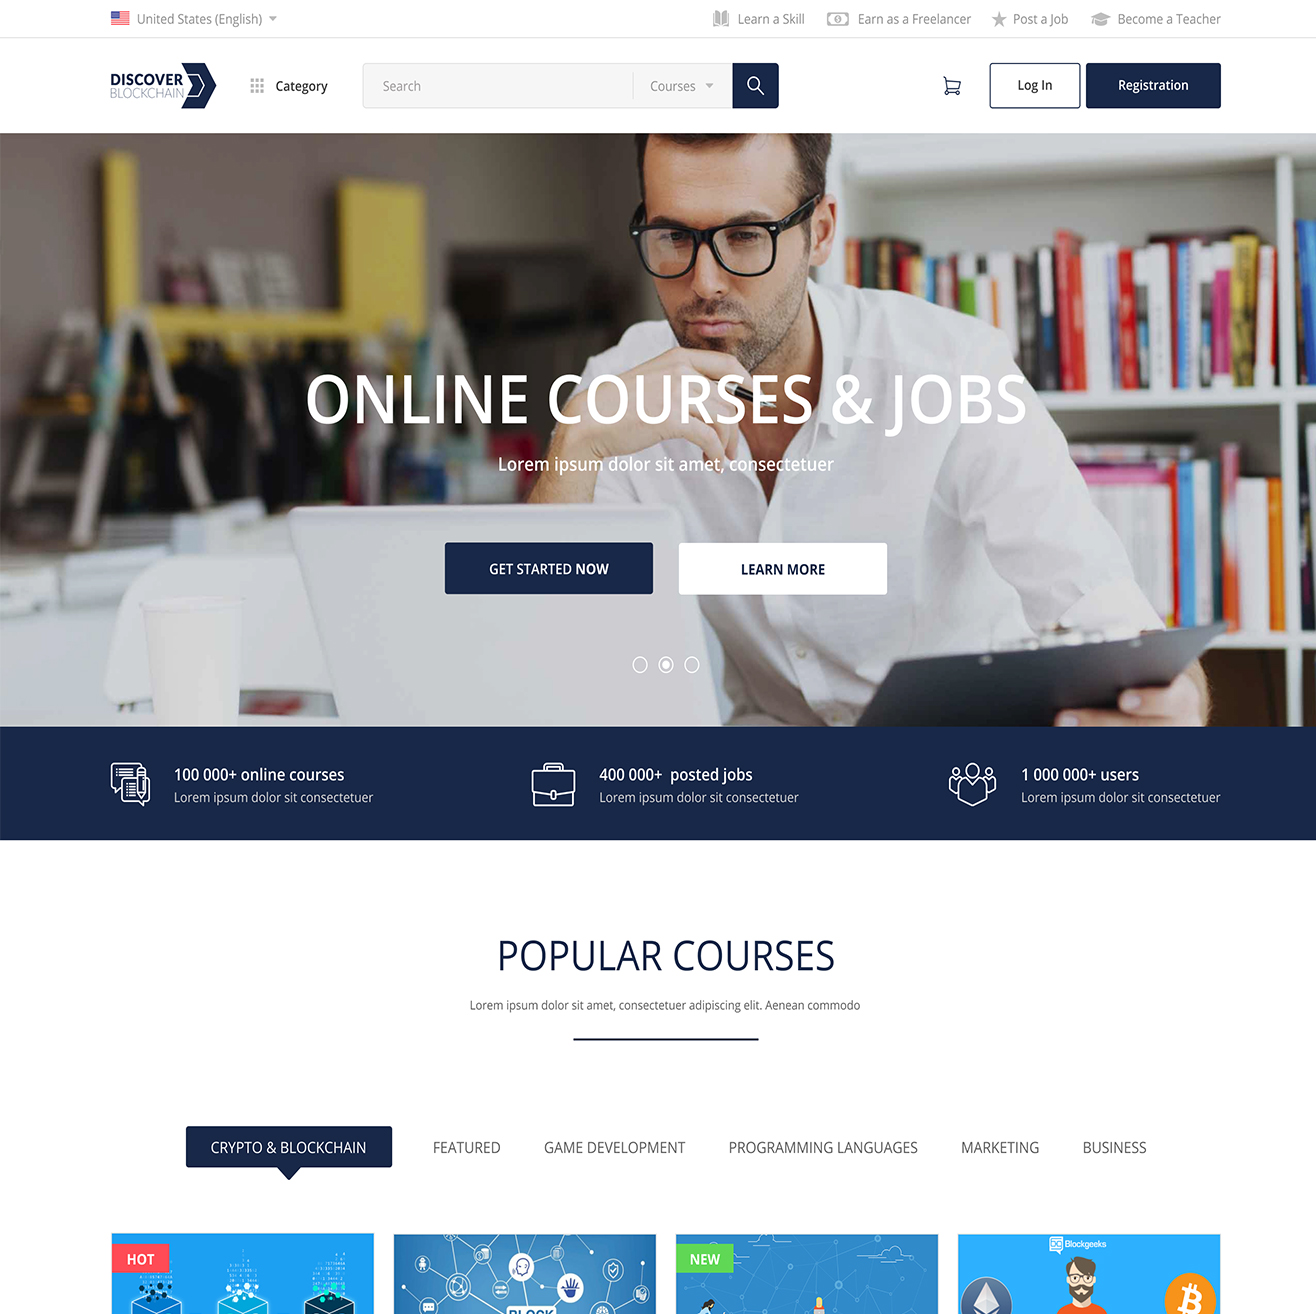 United States (English)
Learn a Skill
Earn as a Freelancer
Post a Job
Become a Teacher
DISCOVER
BLOCKCHAIN
Category
Search
Courses
Log In
Registration
ONLINE COURSES & JOBS
Lorem ipsum dolor sit amet, consectetuer
GET STARTED NOW
LEARN MORE
100 000+ online courses
Lorem ipsum dolor sit consectetuer
400 000+ posted jobs
Lorem ipsum dolor sit consectetuer
1 000 000+ users
Lorem ipsum dolor sit consectetuer
POPULAR COURSES
Lorem ipsum dolor sit amet, consectetuer adipiscing elit. Aenean commodo
CRYPTO & BLOCKCHAIN
FEATURED
GAME DEVELOPMENT
PROGRAMMING LANGUAGES
MARKETING
BUSINESS
HOT
BLOCK
NEW
Blockgeeks